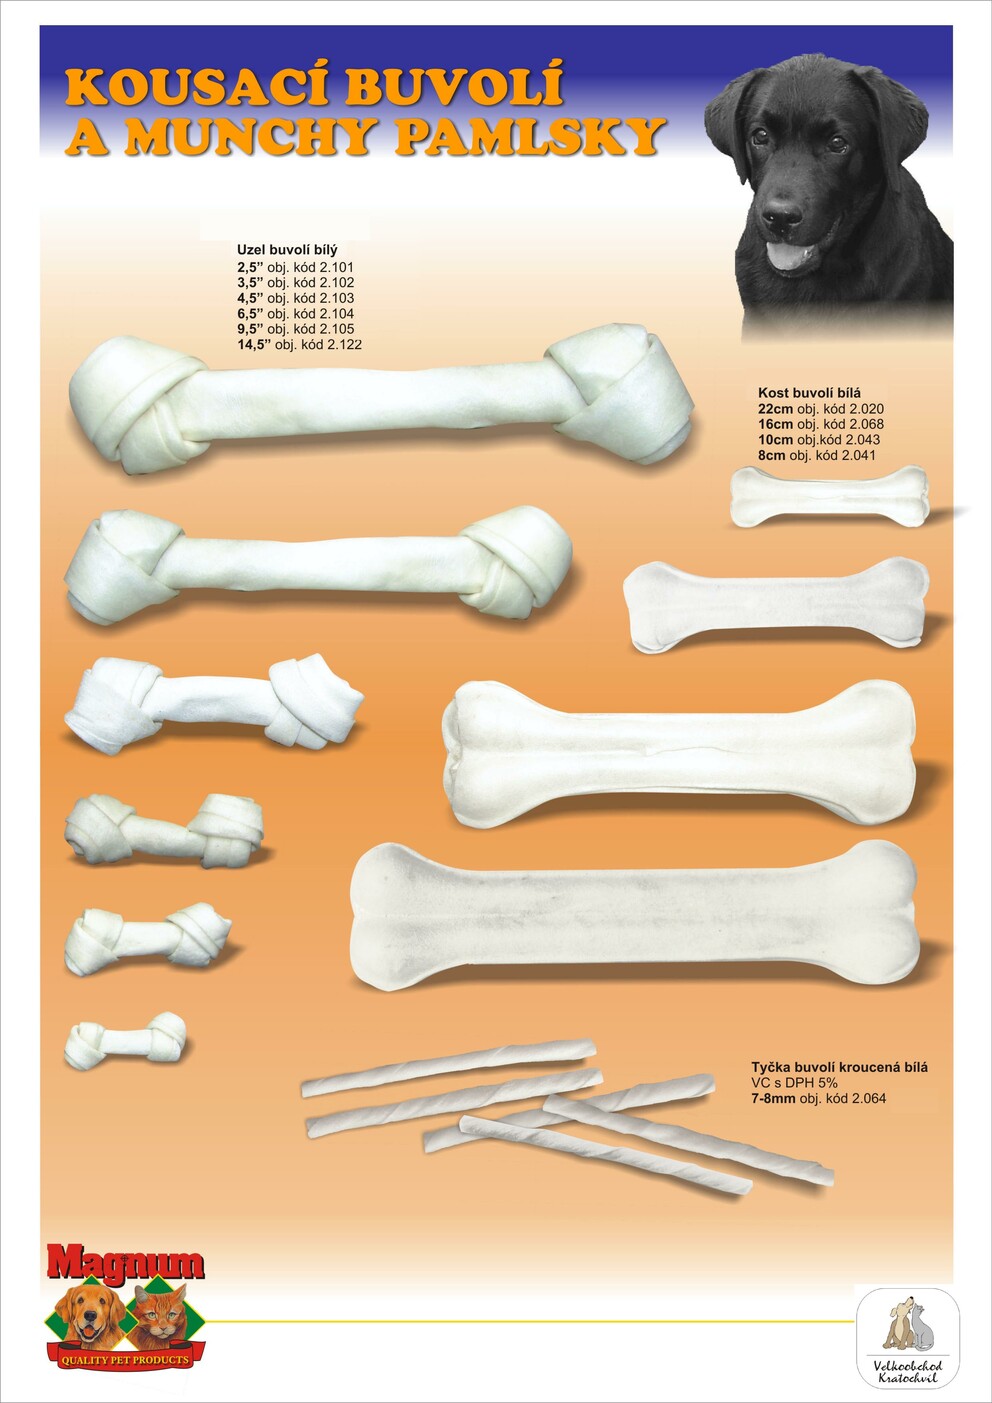 KOUSACÍ BUVOLÍ
A MUNCHY PAMLSKY
Uzel buvolí bílý
2,5” obj. kód 2.101
3,5” obj. kód 2.102
4,5” obj. kód 2.103
6,5” obj. kód 2.104
9,5” obj. kód 2.105
14,5” obj. kód 2.122
Kost buvolí bílá
22cm obj. kód 2.020
16cm obj. kód 2.068
10cm obj.kód 2.043
8cm obj. kód 2.041
Tyčka buvolí kroucená bílá
VC s DPH 5%
7-8mm obj. kód 2.064
Magnum
QUALITY PET PRODUCTS
Velkoobchod
Kratochvíl